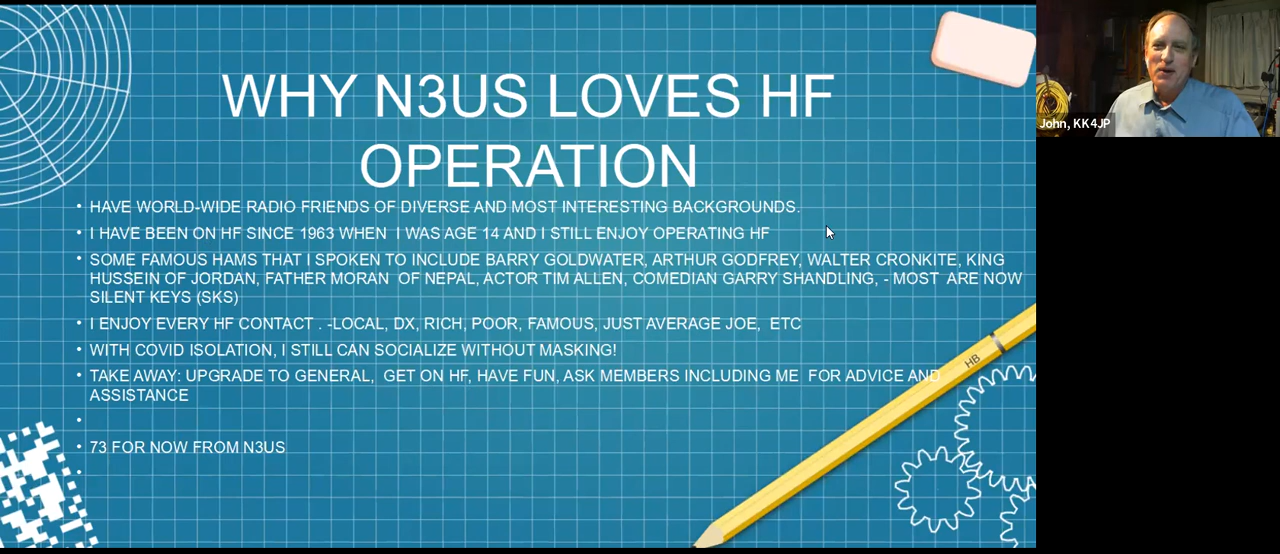 WHY N3US LOVES HF
OPERATION
• HAVE WORLD-WIDE RADIO FRIENDS OF DIVERSE AND MOST INTERESTING BACKGROUNDS.
• I HAVE BEEN ON HF SINCE 1963 WHEN  I WAS AGE 14 AND I STILL ENJOY OPERATING HF
• SOME FAMOUS HAMS THAT I SPOKEN TO INCLUDE BARRY GOLDWATER, ARTHUR GODFREY, WALTER CRONKITE, KING
HUSSEIN OF JORDAN, FATHER MORAN  OF NEPAL, ACTOR TIM ALLEN, COMEDIAN GARRY SHANDLING, - MOST  ARE NOW
SILENT KEYS (SKS)
• I ENJOY EVERY HF CONTACT . -LOCAL, DX, RICH, POOR, FAMOUS, JUST AVERAGE JOE,  ETC
• WITH COVID ISOLATION, I STILL CAN SOCIALIZE WITHOUT MASKING!
• TAKE AWAY: UPGRADE TO GENERAL,  GET ON HF, HAVE FUN, ASK MEMBERS INCLUDING ME  FOR ADVICE AND
ASSISTANCE
•
• 73 FOR NOW FROM N3US
•
HB
John, KK4JP